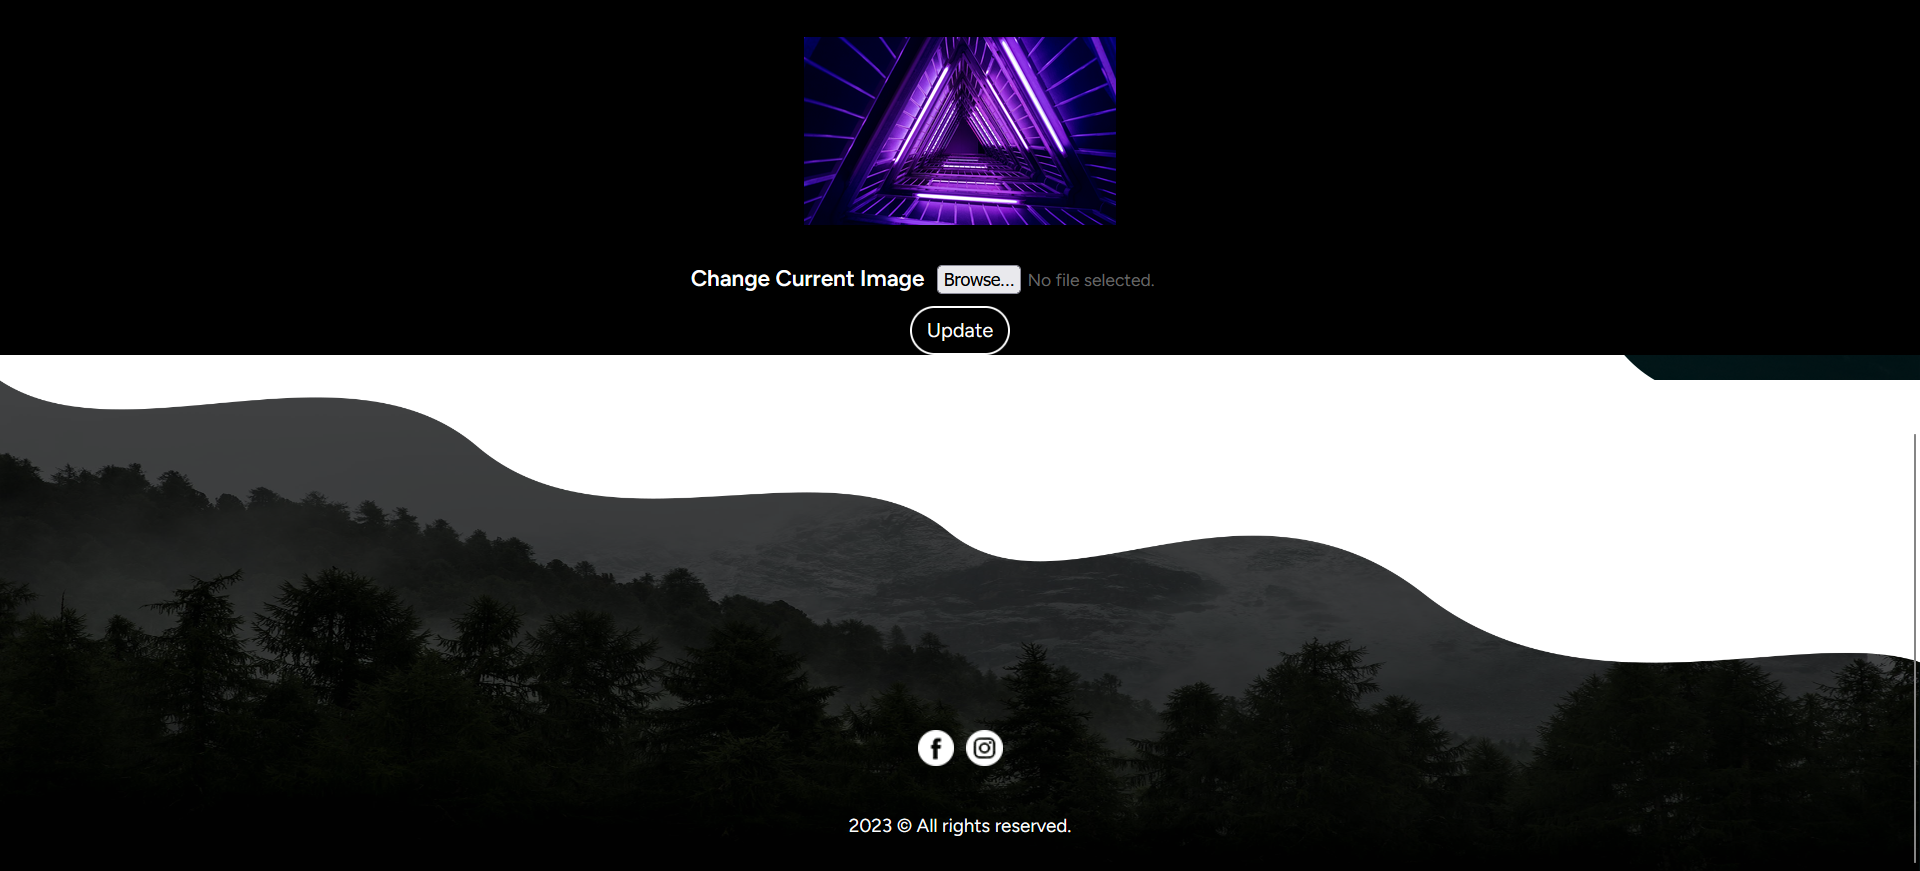 Change Current Image Browse... No file selected.
Update
2023 © All rights reserved.